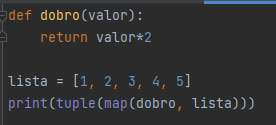 def dobro(valor):
    return valor*2

lista = [1, 2, 3, 4, 5]
print(tuple(map(dobro, lista)))